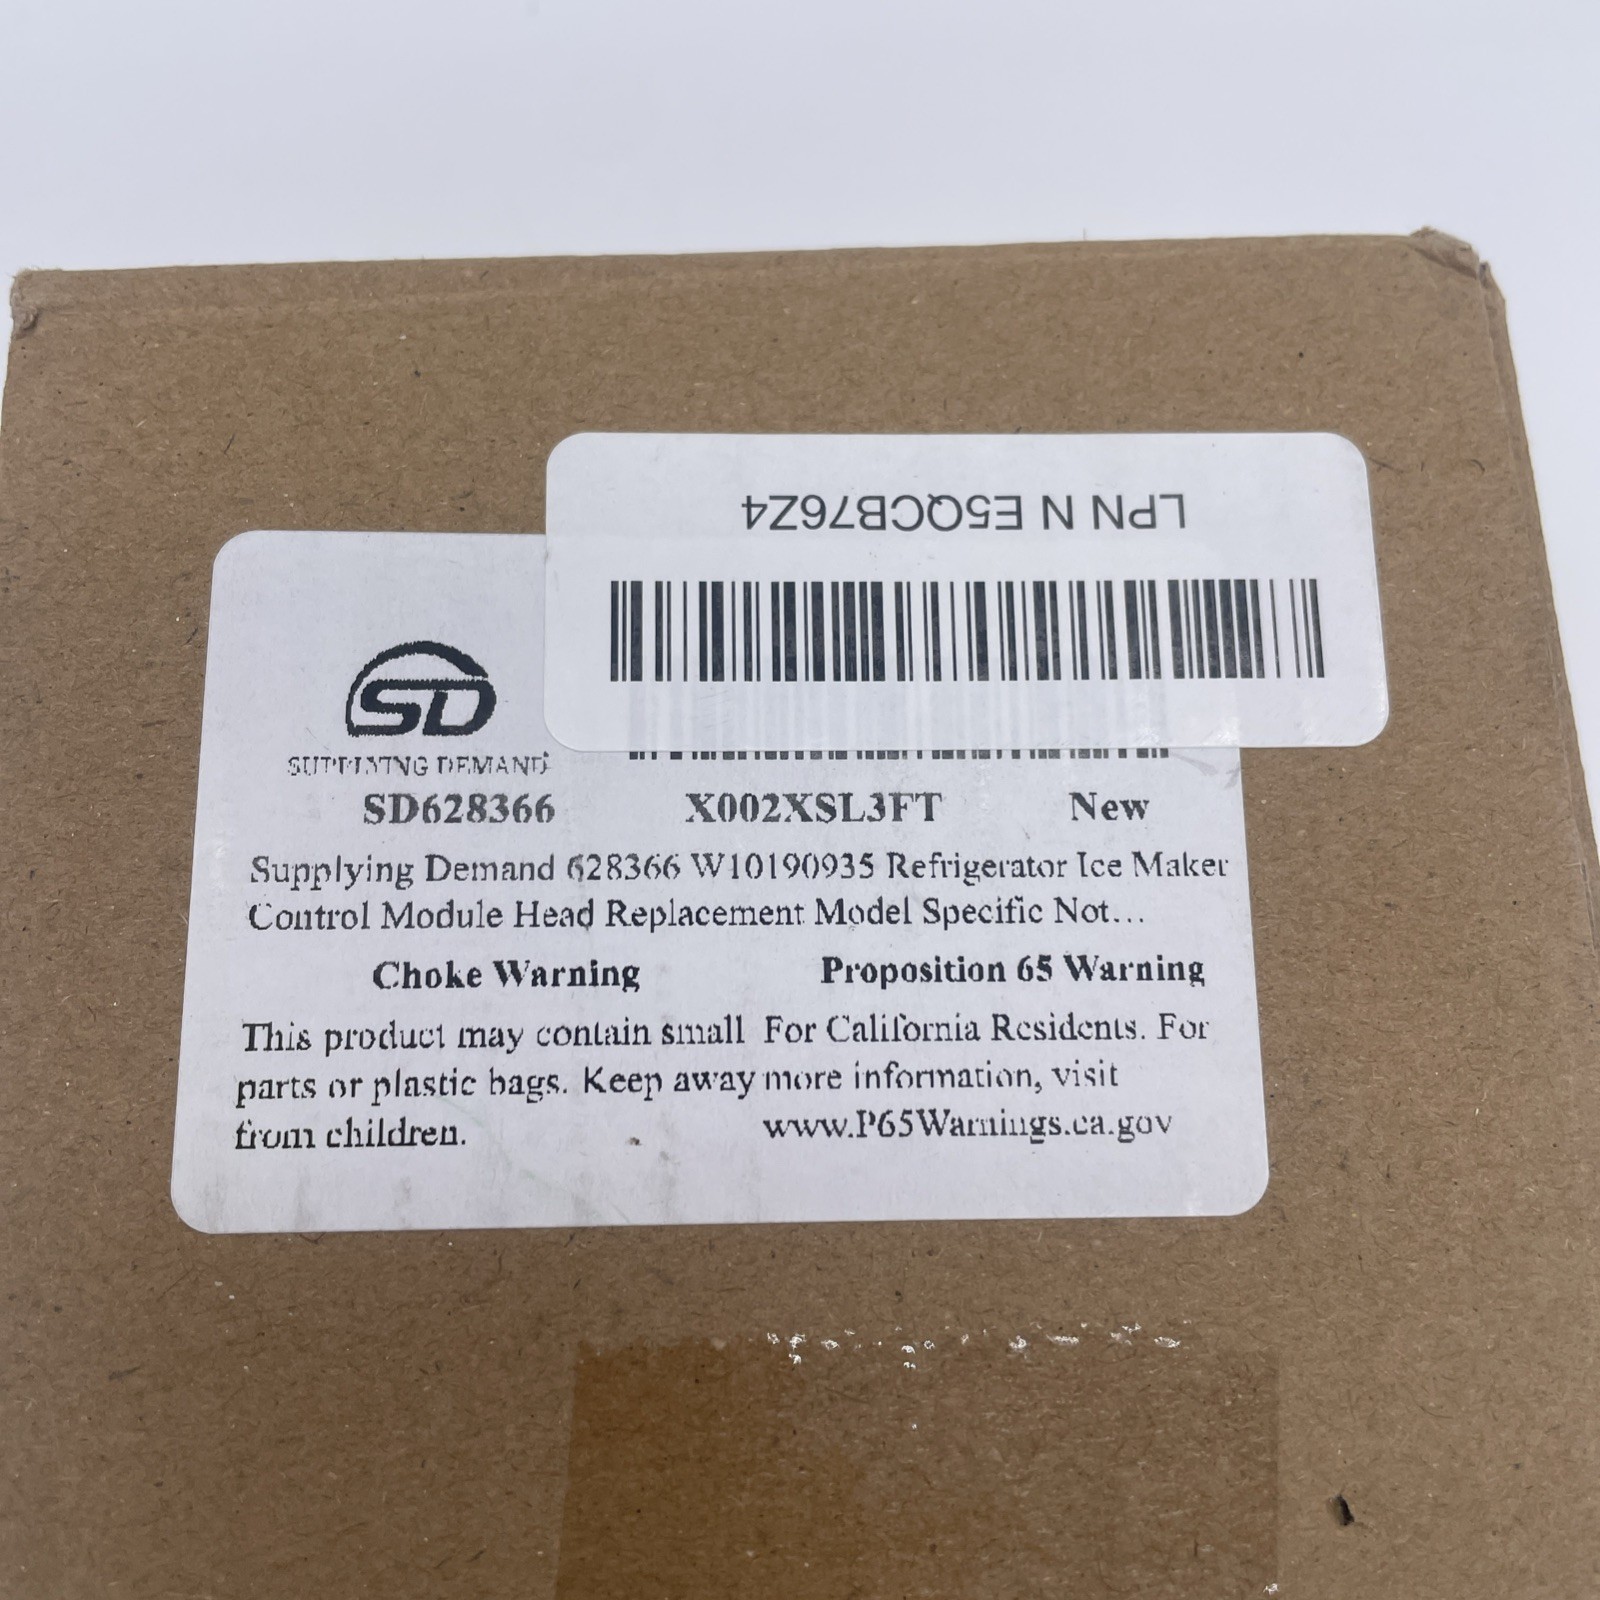 LPN N E5QCB76Z4
SD
SUPPLYING DEMAND
SD628366 X002XSL3FT New
Supplying Demand 628366 W10190935 Refrigerator Ice Maker
Control Module Head Replacement Model Specific Not...
Choke Warning
This product may contain small
parts or plastic bags. Keep away
from children.
Proposition 65 Warning
For California Residents. For
more information, visit
www.P65Warnings.ca.gov